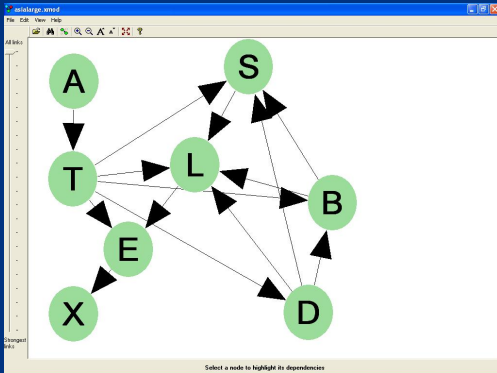 asialarge.xmod
File Edit View Help
All links
A
S
T
L
B
E
X
D
Strongest
links
Select a node to highlight its dependencies